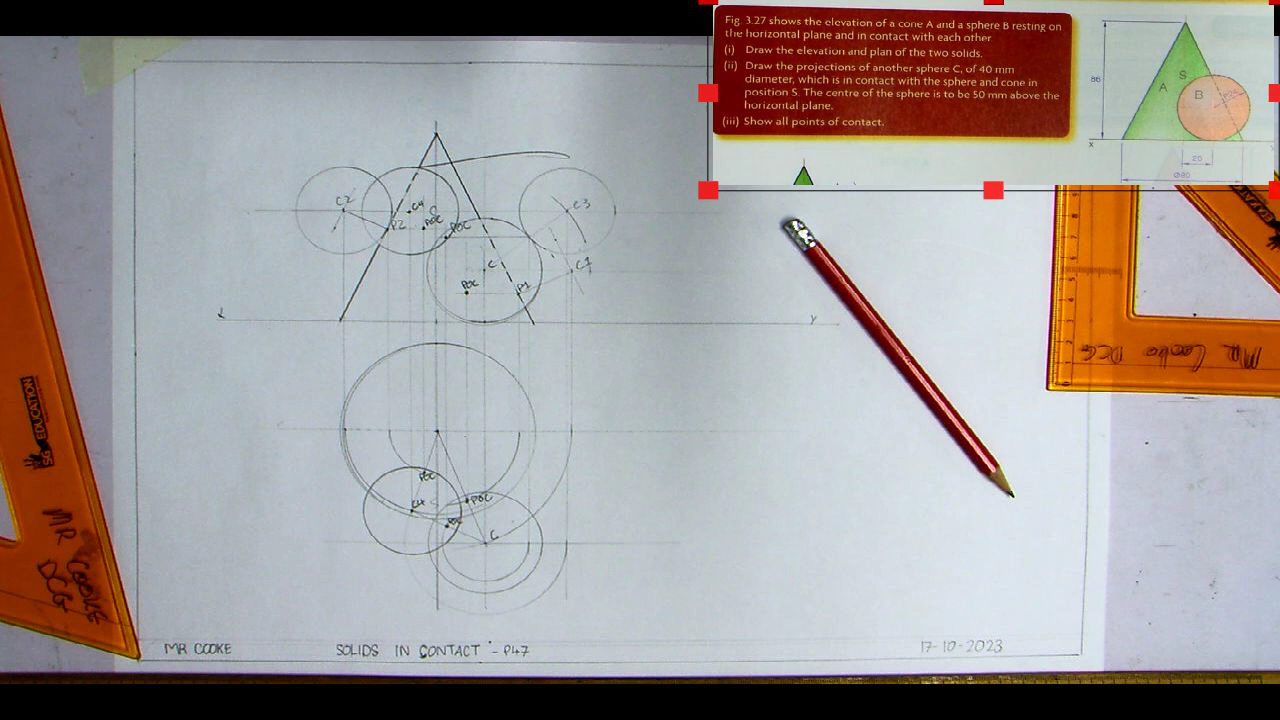 Fig 3.27 shows the elevation of a cone A and a sphere B resting on
the horizontal plane and in contact with each other
(i) Draw the elevation and plan of the two solids.
(ii) Draw the projections of another sphere C, of 40 mm
diameter, which is in contact with the sphere and cone in
position S. The centre of the sphere is to be 50 mm above the
horizontal plane.
(iii) Show all points of contact.
86
S
A
B
X
20
Ø80
C2
C4
C3
P2
POC
POC
C
C1
POC
P1
X
Y
POC
C4
POC
POC
C
SG EDUCATION
MR
COOKE
DCG
Mr Cooke DCG
MR COOKE
SOLIDS IN CONTACT - P47
17-10-2023